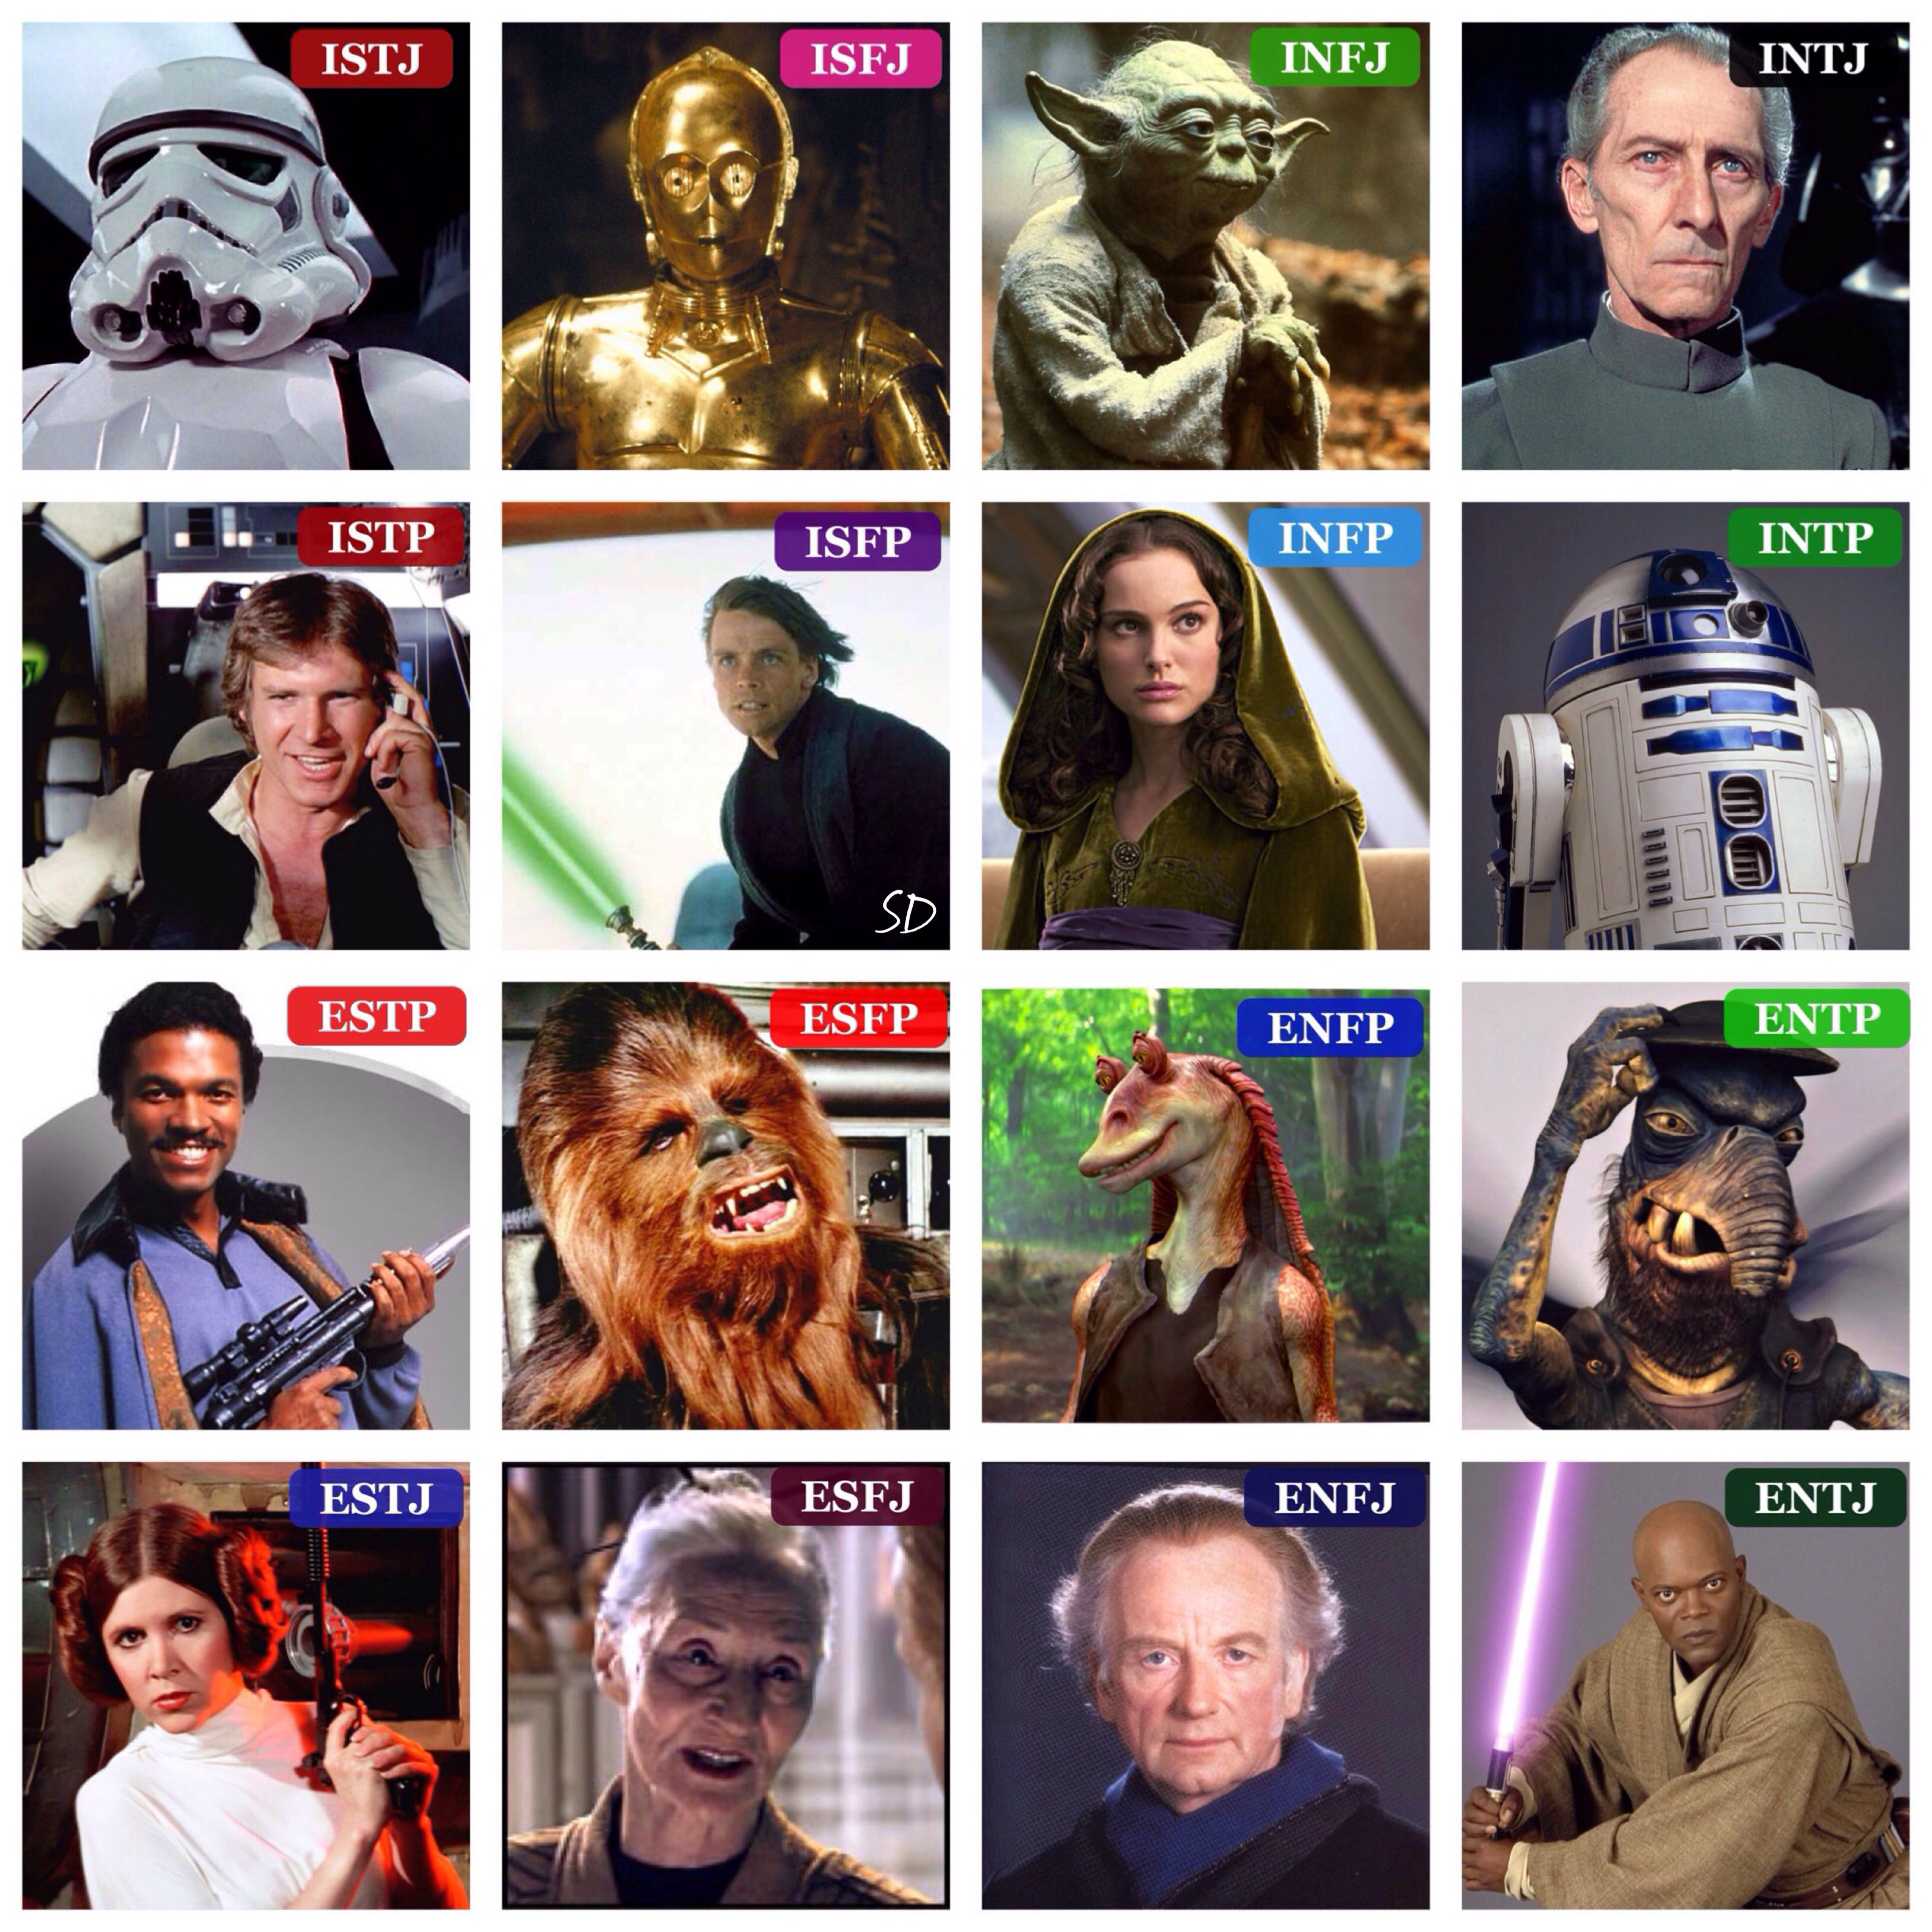 ISTJ
ISFJ
INFJ
INTJ
ISTP
ISFP
INFP
INTP
SD
ESTP
ESFP
ENFP
ENTP
ESTJ
ESFJ
ENFJ
ENTJ